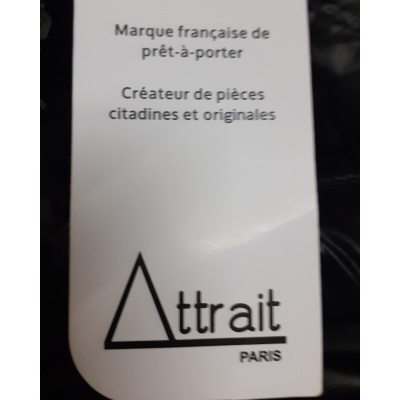 Marque française de
prêt-à-porter
Créateur de pièces
citadines et originales
Attrait
PARIS